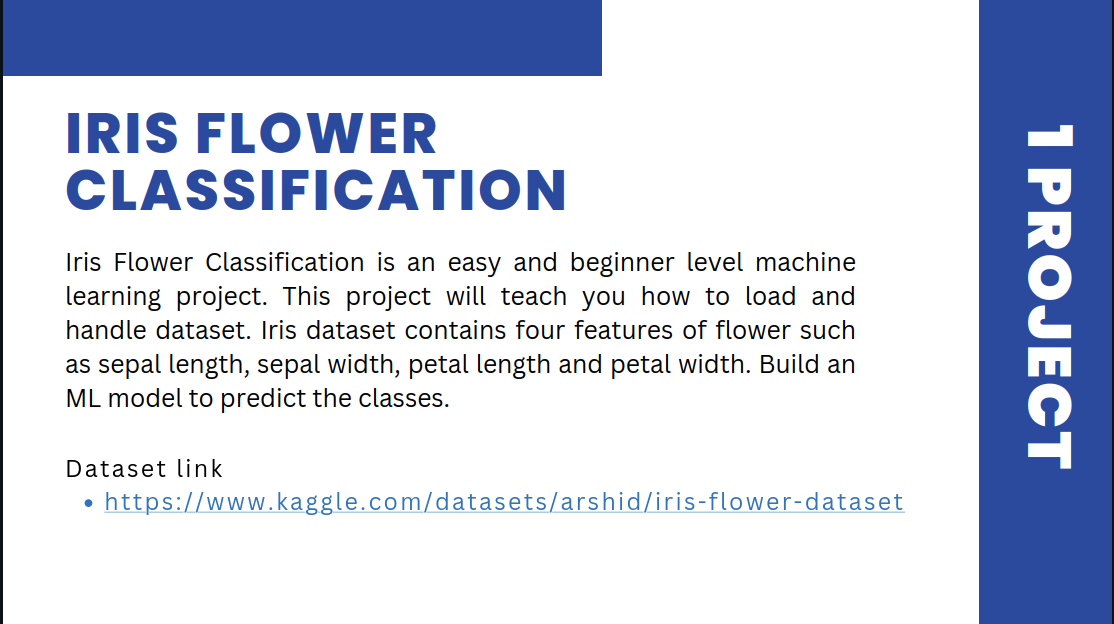 IRIS FLOWER
CLASSIFICATION
Iris Flower Classification is an easy and beginner level machine
learning project. This project will teach you how to load and
handle dataset. Iris dataset contains four features of flower such
as sepal length, sepal width, petal length and petal width. Build an
ML model to predict the classes.
Dataset link
• https://www.kaggle.com/datasets/arshid/iris-flower-dataset
1 PROJECT